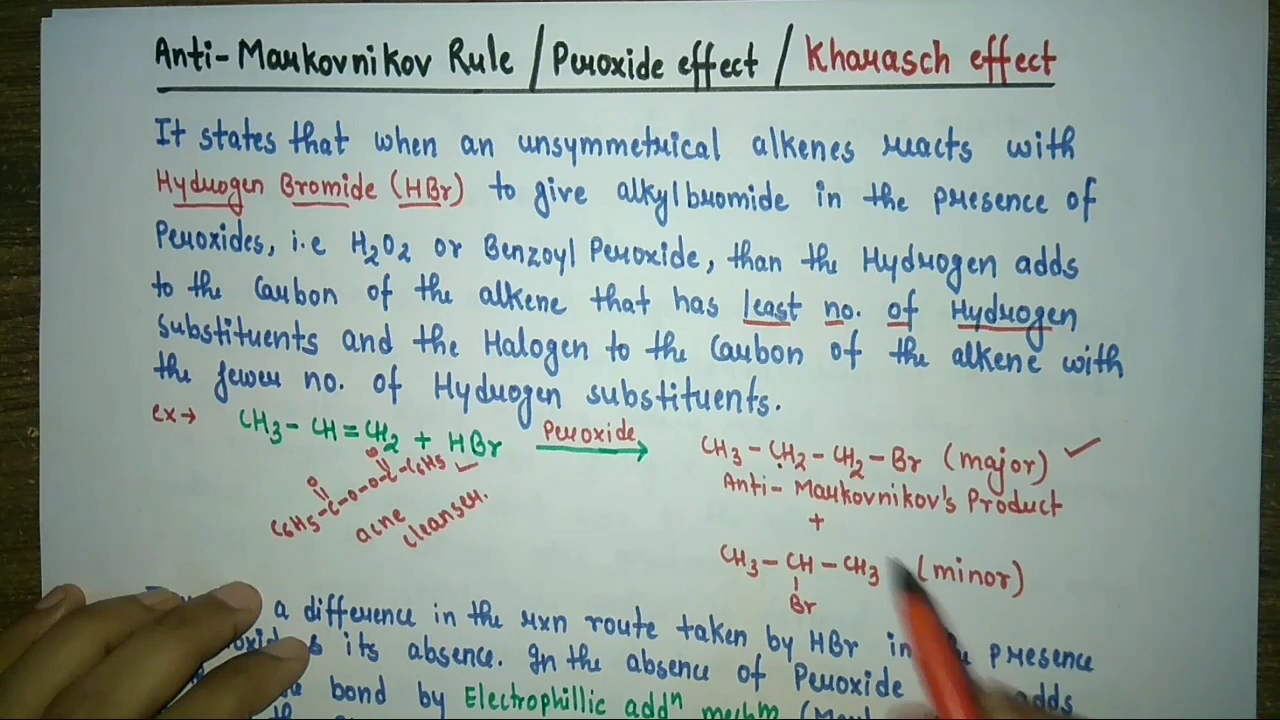 Anti-Markovnikov Rule / Peroxide effect / Kharasch effect
It states that when an unsymmetrical alkenes reacts with
Hydrogen Bromide (HBr) to give alkylbromide in the presence of
Peroxides, i.e H2O2 or Benzoyl Peroxide, than the Hydrogen adds
to the Carbon of the alkene that has least no. of Hydrogen
substituents and the Halogen to the Carbon of the alkene with
the fewer no. of Hydrogen substituents.
ex→ CH3-CH=CH2 + HBr Peroxide → CH3-CH2-CH2-Br (major) ✓
Anti-Markovnikov's Product
+
CH3-CH-CH3 (minor)
Br
O O
C6H5-C-O-O-C-C6H5 ✓
acne
cleanser.
a difference in the rxn route taken by HBr in presence
its absence. In the absence of Peroxide adds
bond by Electrophillic addn mechm